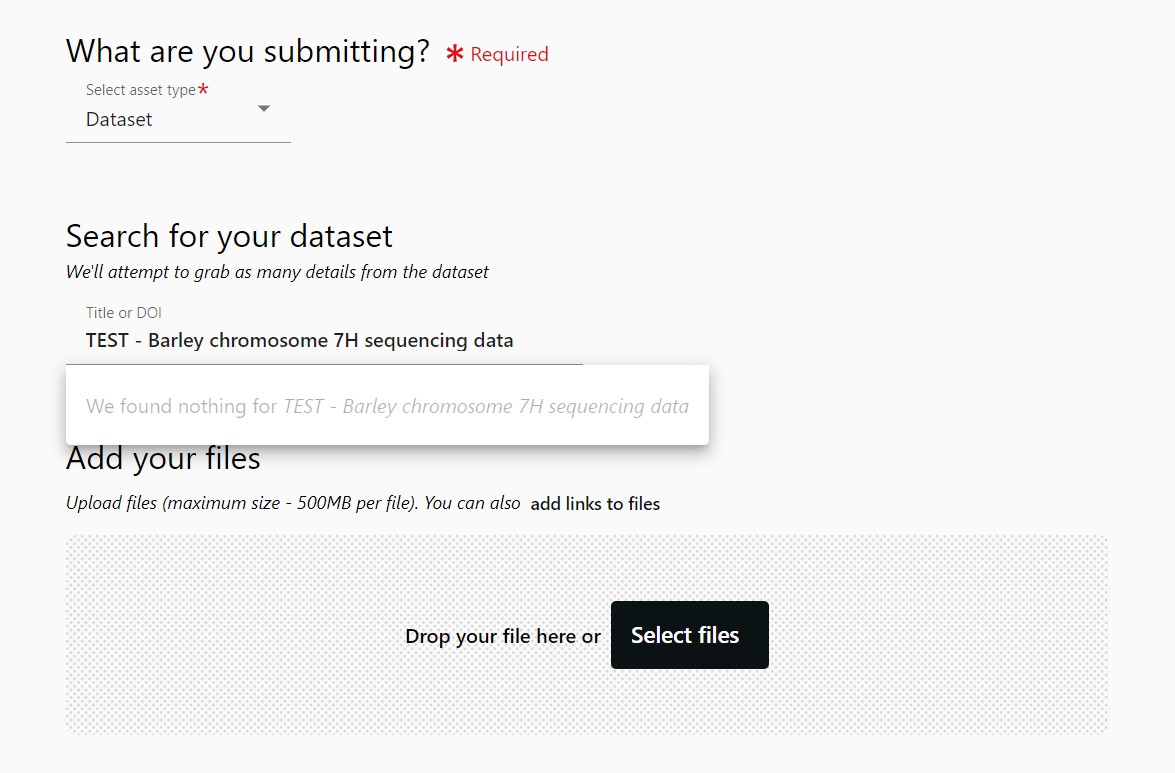 What are you submitting? * Required
Select asset type*
Dataset
Search for your dataset
We'll attempt to grab as many details from the dataset
Title or DOI
TEST - Barley chromosome 7H sequencing data
We found nothing for TEST - Barley chromosome 7H sequencing data
Add your files
Upload files (maximum size - 500MB per file). You can also add links to files
Drop your file here or Select files